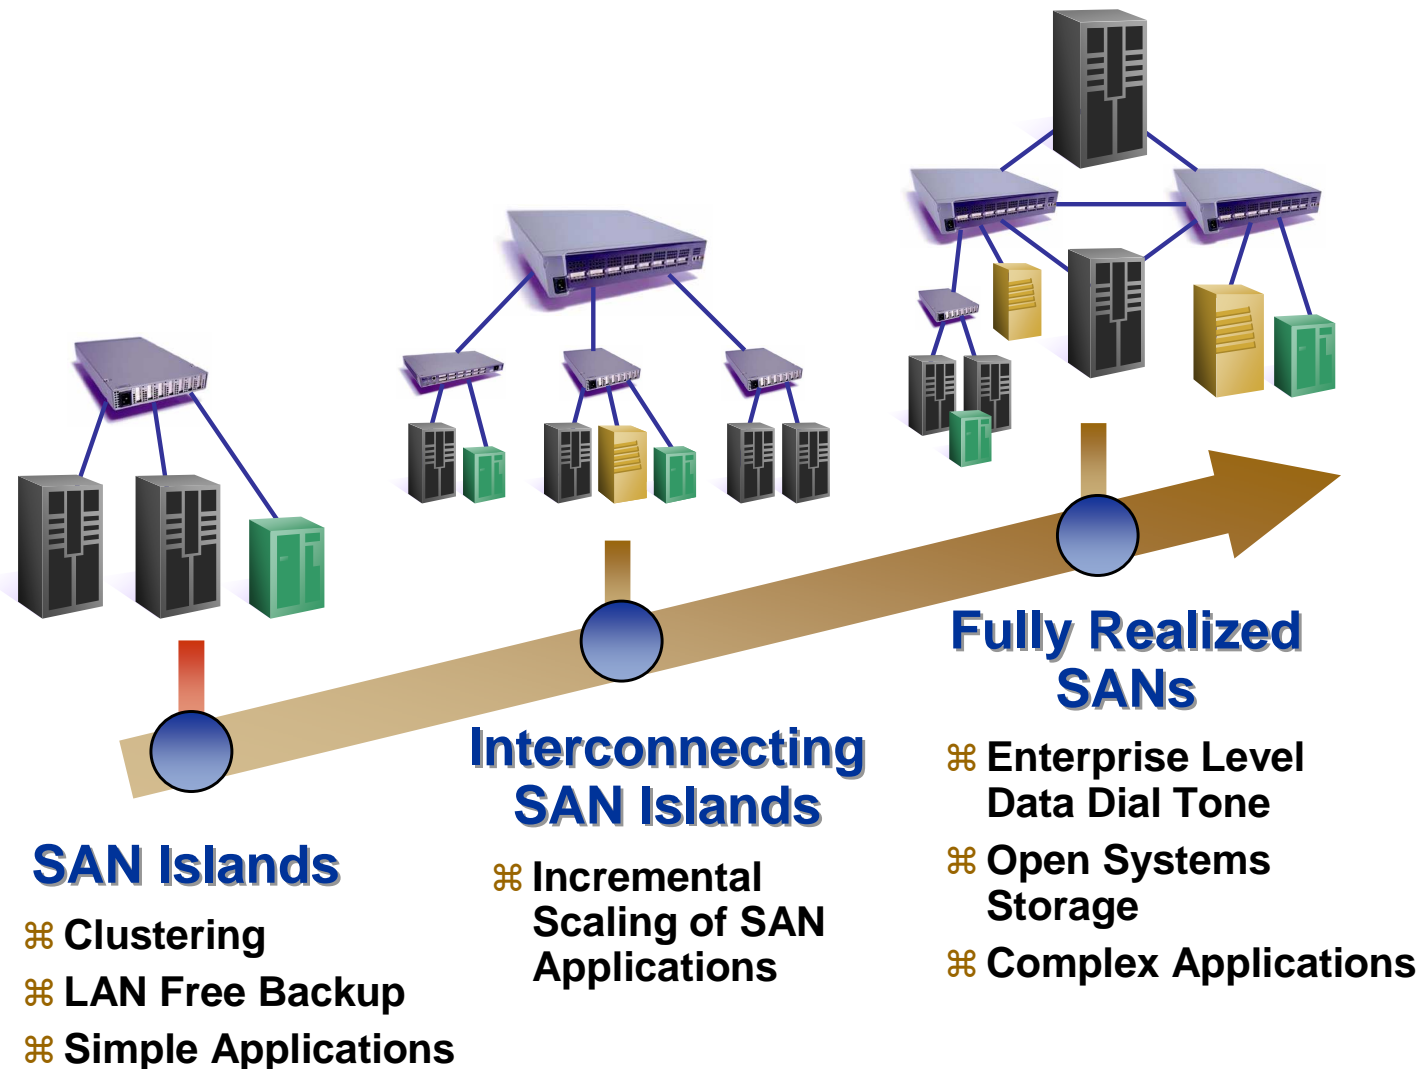 SAN Islands
⌘ Clustering
⌘ LAN Free Backup
⌘ Simple Applications
Interconnecting
SAN Islands
⌘ Incremental
Scaling of SAN
Applications
Fully Realized
SANs
⌘ Enterprise Level
Data Dial Tone
⌘ Open Systems
Storage
⌘ Complex Applications